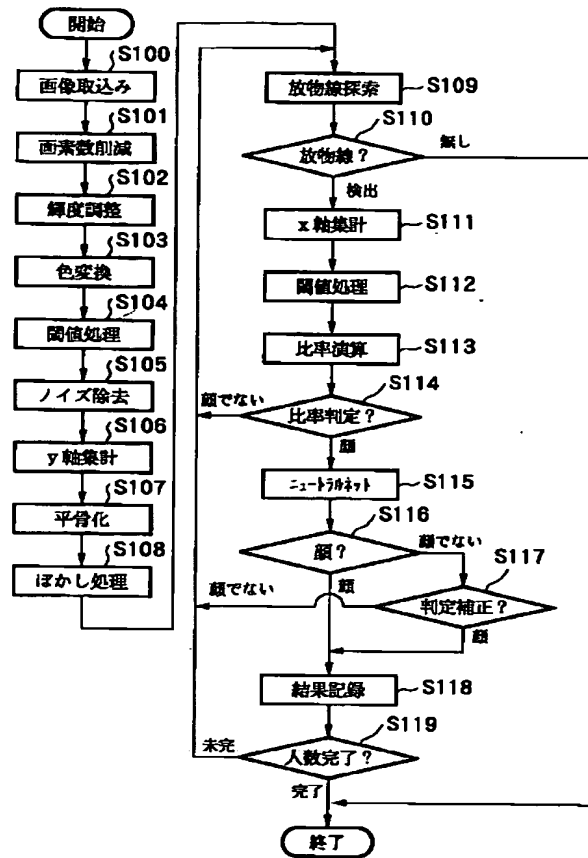 開始
S100
画像取込み
S101
画素数削減
S102
輝度調整
S103
色変換
S104
閾値処理
S105
ノイズ除去
S106
y軸集計
S107
平骨化
S108
ぼかし処理
放物線探索
S109
S110
放物線？
無し
検出
x軸集計
S111
閾値処理
S112
比率演算
S113
S114
比率判定？
顔でない
顔
ニュートラルネット
S115
S116
顔？
顔でない
顔
S117
判定補正？
顔でない
顔
結果記録
S118
S119
人数完了？
未完
完了
終了